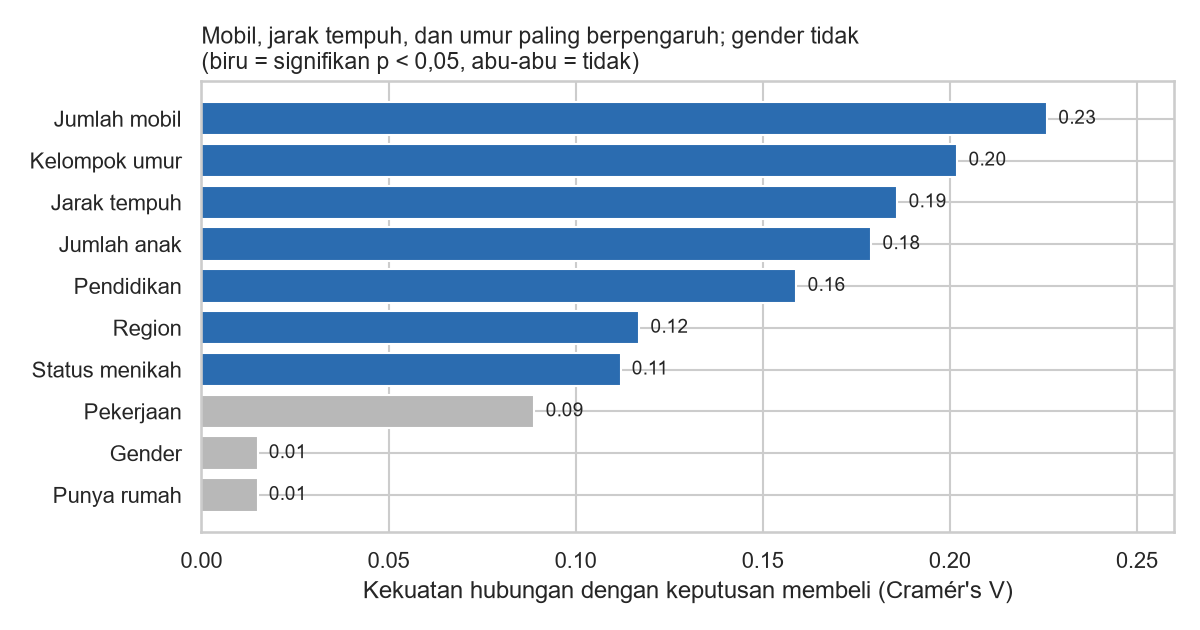 Mobil, jarak tempuh, dan umur paling berpengaruh; gender tidak
(biru = signifikan p < 0,05, abu-abu = tidak)
Jumlah mobil 0.23
Kelompok umur 0.20
Jarak tempuh 0.19
Jumlah anak 0.18
Pendidikan 0.16
Region 0.12
Status menikah 0.11
Pekerjaan 0.09
Gender 0.01
Punya rumah 0.01
0.00 0.05 0.10 0.15 0.20 0.25
Kekuatan hubungan dengan keputusan membeli (Cramér's V)